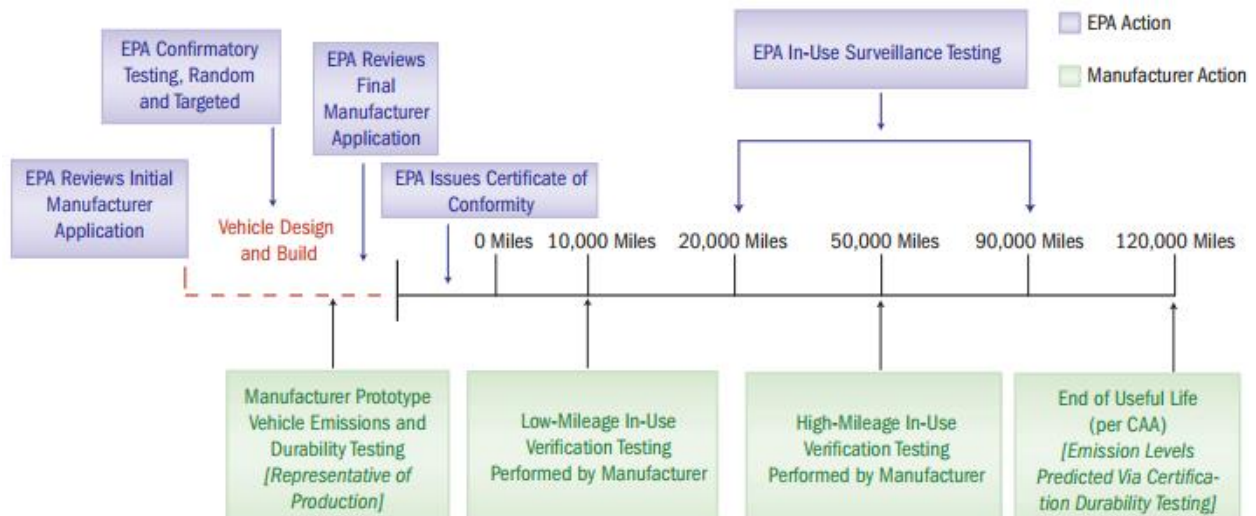 EPA Action
Manufacturer Action
EPA Confirmatory
Testing, Random
and Targeted
EPA Reviews
Final
Manufacturer
Application
EPA In-Use Surveillance Testing
EPA Reviews Initial
Manufacturer
Application
EPA Issues Certificate of
Conformity
Vehicle Design
and Build
0 Miles
10,000 Miles
20,000 Miles
50,000 Miles
90,000 Miles
120,000 Miles
Manufacturer Prototype
Vehicle Emissions and
Durability Testing
[Representative of
Production]
Low-Mileage In-Use
Verification Testing
Performed by Manufacturer
High-Mileage In-Use
Verification Testing
Performed by Manufacturer
End of Useful Life
(per CAA)
[Emission Levels
Predicted Via Certifica-
tion Durability Testing]